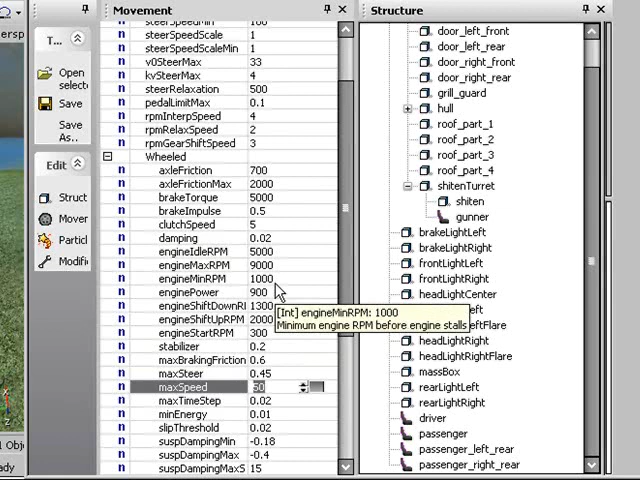 Movement
Structure
T...
Open
Save
Save
As..
Edit
Struct
Mover
Particl
Modifi
steerSpeedMin 100
steerSpeedScale 1
steerSpeedScaleMin 1
v0SteerMax 33
kvSteerMax 4
steerRelaxation 500
pedalLimitMax 0.1
rpmInterpSpeed 4
rpmRelaxSpeed 2
rpmGearShiftSpeed 3
Wheeled
axleFriction 700
axleFrictionMax 2000
brakeTorque 5000
brakeImpulse 0.5
clutchSpeed 5
damping 0.02
engineIdleRPM 5000
engineMaxRPM 9000
engineMinRPM 1000
enginePower 900
engineShiftDownRI 1300
engineShiftUpRPM 2000
engineStartRPM 300
stabilizer 0.2
maxBrakingFriction 0.6
maxSteer 0.45
maxSpeed 50
maxTimeStep 0.02
minEnergy 0.01
slipThreshold 0.02
suspDampingMin -0.18
suspDampingMax -0.4
suspDampingMaxS 15
[Int] engineMinRPM: 1000
Minimum engine RPM before engine stalls
door_left_front
door_left_rear
door_right_front
door_right_rear
grill_guard
hull
roof_part_1
roof_part_2
roof_part_3
roof_part_4
shitenTurret
shiten
gunner
brakeLightLeft
brakeLightRight
frontLightLeft
frontLightRight
headLightCenter
headLightRight
headLightRightFlare
massBox
rearLightLeft
rearLightRight
driver
passenger
passenger_left_rear
passenger_right_rear